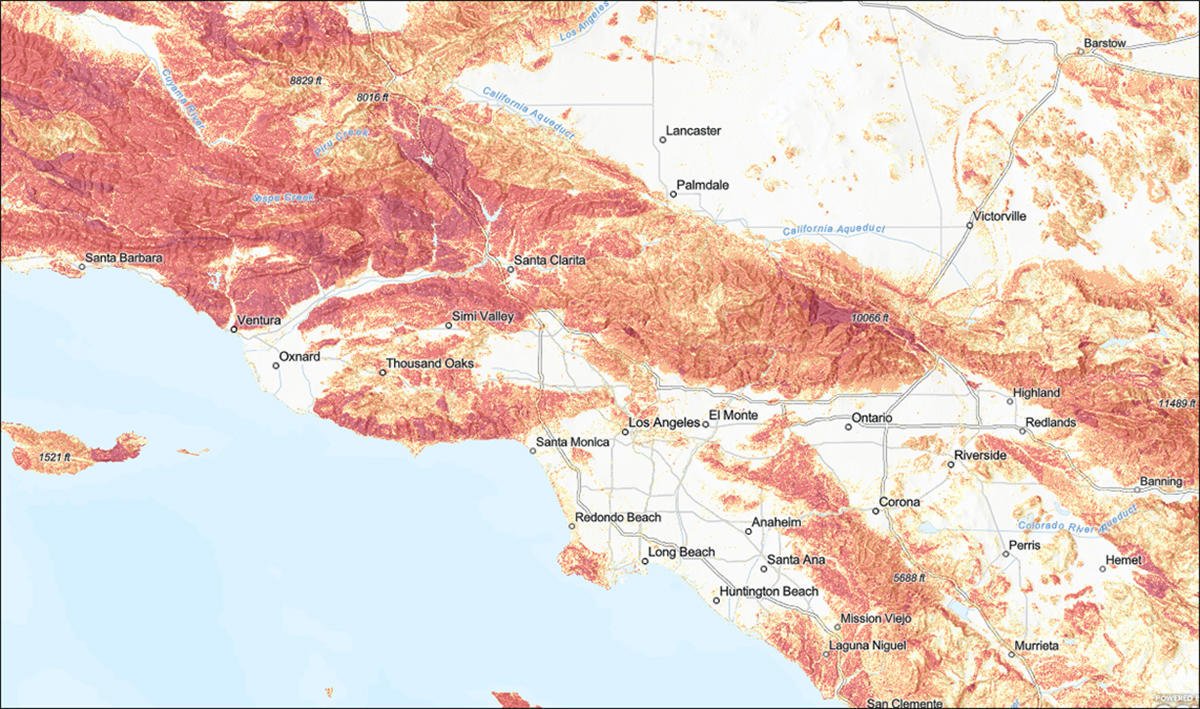 Los Angeles
Barstow
8829 ft
Cuyama River
8016 ft
California Aqueduct
Piru Creek
Lancaster
Palmdale
Sespe Creek
Victorville
California Aqueduct
Santa Barbara
Santa Clarita
Ventura
Simi Valley
10066 ft
Oxnard
Thousand Oaks
Highland
11489 ft
El Monte
Ontario
Los Angeles
Redlands
Santa Monica
1521 ft
Riverside
Banning
Corona
Redondo Beach
Anaheim
Colorado River Aqueduct
Long Beach
Santa Ana
Perris
Hemet
5688 ft
Huntington Beach
Mission Viejo
Laguna Niguel
Murrieta
San Clemente
POWERED